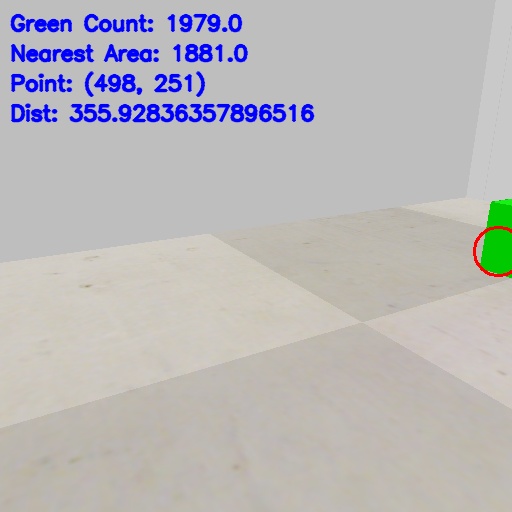 Green Count: 1979.0
Nearest Area: 1881.0
Point: (498, 251)
Dist: 355.92836357896516